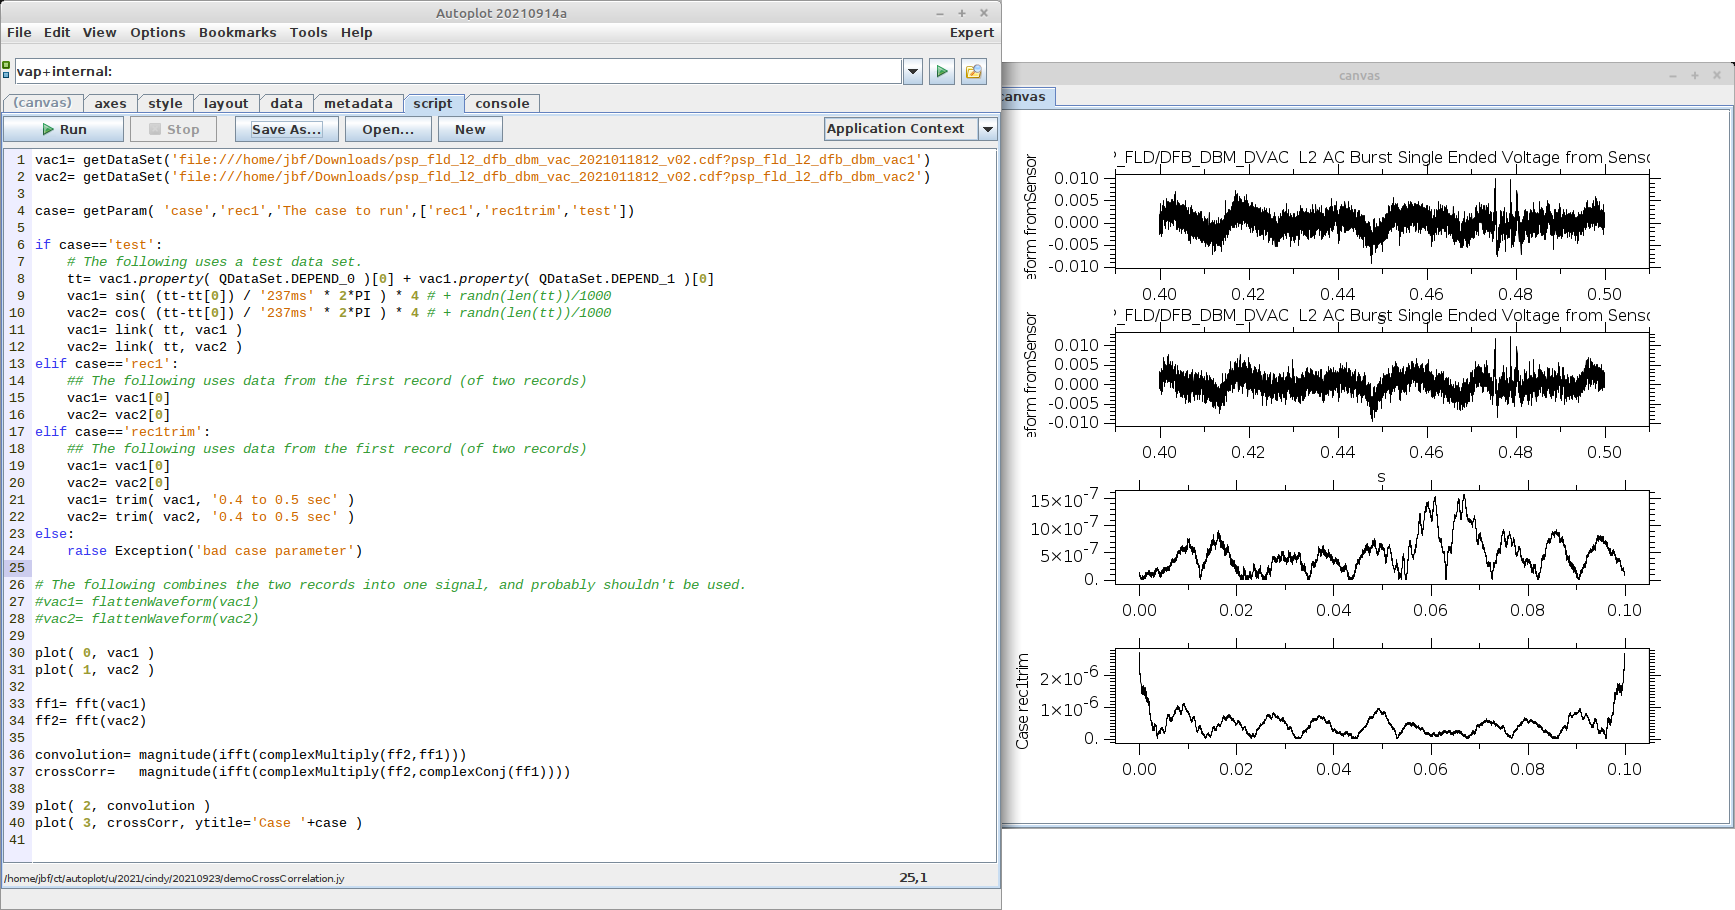 Autoplot 20210914a
File Edit View Options Bookmarks Tools Help Expert
vap+internal:
(canvas) axes style layout data metadata script console
Run Stop Save As... Open... New Application Context
1 vac1= getDataSet('file:///home/jbf/Downloads/psp_fld_l2_dfb_dbm_vac_2021011812_v02.cdf?psp_fld_l2_dfb_dbm_vac1')
2 vac2= getDataSet('file:///home/jbf/Downloads/psp_fld_l2_dfb_dbm_vac_2021011812_v02.cdf?psp_fld_l2_dfb_dbm_vac2')
3
4 case= getParam( 'case','rec1','The case to run',['rec1','rec1trim','test'])
5
6 if case=='test':
7     # The following uses a test data set.
8     tt= vac1.property( QDataSet.DEPEND_0 )[0] + vac1.property( QDataSet.DEPEND_1 )[0]
9     vac1= sin( (tt-tt[0]) / '237ms' * 2*PI ) * 4 # + randn(len(tt))/1000
10     vac2= cos( (tt-tt[0]) / '237ms' * 2*PI ) * 4 # + randn(len(tt))/1000
11     vac1= link( tt, vac1 )
12     vac2= link( tt, vac2 )
13 elif case=='rec1':
14     ## The following uses data from the first record (of two records)
15     vac1= vac1[0]
16     vac2= vac2[0]
17 elif case=='rec1trim':
18     ## The following uses data from the first record (of two records)
19     vac1= vac1[0]
20     vac2= vac2[0]
21     vac1= trim( vac1, '0.4 to 0.5 sec' )
22     vac2= trim( vac2, '0.4 to 0.5 sec' )
23 else:
24     raise Exception('bad case parameter')
25
26 # The following combines the two records into one signal, and probably shouldn't be used.
27 #vac1= flattenWaveform(vac1)
28 #vac2= flattenWaveform(vac2)
29
30 plot( 0, vac1 )
31 plot( 1, vac2 )
32
33 ff1= fft(vac1)
34 ff2= fft(vac2)
35
36 convolution= magnitude(ifft(complexMultiply(ff2,ff1)))
37 crossCorr=   magnitude(ifft(complexMultiply(ff2,complexConj(ff1))))
38
39 plot( 2, convolution )
40 plot( 3, crossCorr, ytitle='Case '+case )
41
/home/jbf/ct/autoplot/u/2021/cindy/20210923/demoCrossCorrelation.jy
25,1
canvas
canvas
_FLD/DFB_DBM_DVAC L2 AC Burst Single Ended Voltage from Senso
eform fromSensor
0.010
0.005
0.000
-0.005
-0.010
0.40 0.42 0.44 0.46 0.48 0.50
s
_FLD/DFB_DBM_DVAC L2 AC Burst Single Ended Voltage from Senso
eform fromSensor
0.010
0.005
0.000
-0.005
-0.010
0.40 0.42 0.44 0.46 0.48 0.50
s
15×10-7
10×10-7
5×10-7
0.
0.00 0.02 0.04 0.06 0.08 0.10
Case rec1trim
2×10-6
1×10-6
0.
0.00 0.02 0.04 0.06 0.08 0.10